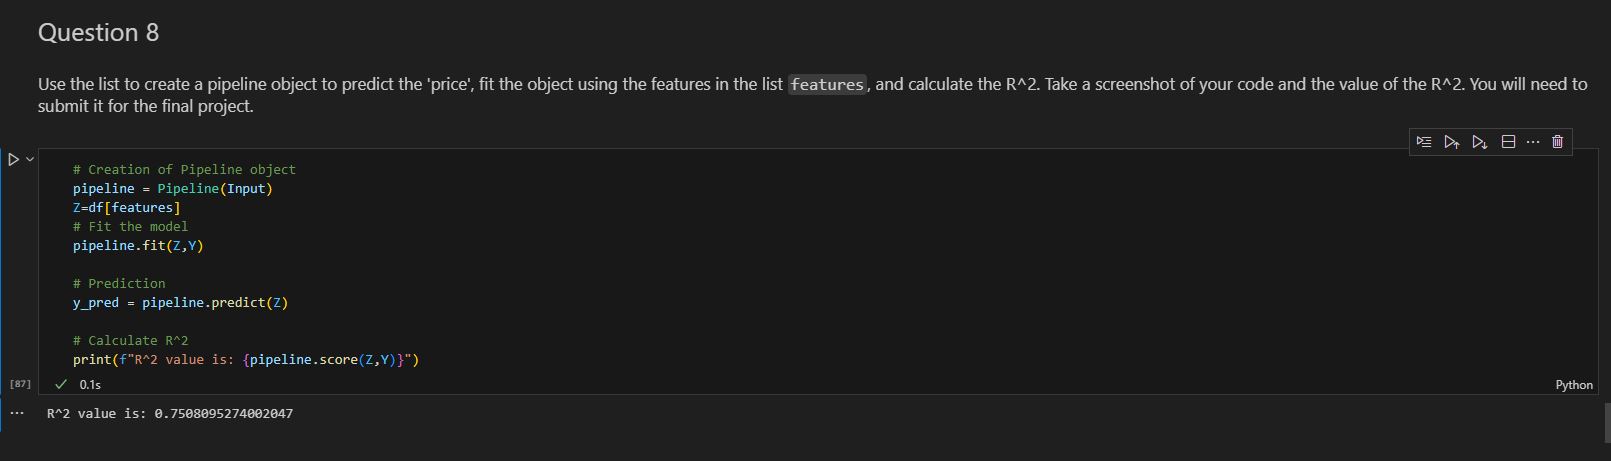 Question 8
Use the list to create a pipeline object to predict the 'price', fit the object using the features in the list features, and calculate the R^2. Take a screenshot of your code and the value of the R^2. You will need to
submit it for the final project.
# Creation of Pipeline object
pipeline = Pipeline(Input)
Z=df[features]
# Fit the model
pipeline.fit(Z,Y)
# Prediction
y_pred = pipeline.predict(Z)
# Calculate R^2
print(f"R^2 value is: {pipeline.score(Z,Y)}")
[87] 0.1s Python
R^2 value is: 0.7508095274002047